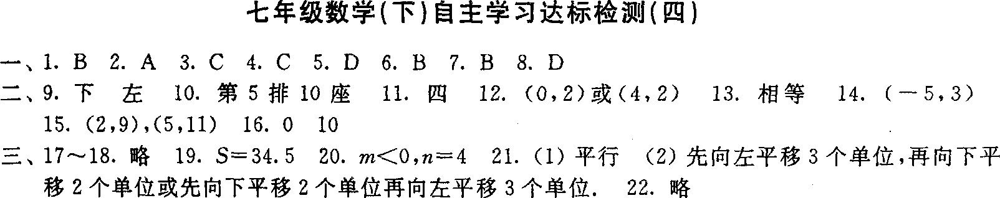 七年级数学(下)自主学习达标检测(四)
一、1. B 2. A 3. C 4. C 5. D 6. B 7. B 8. D
二、9. 下 左 10. 第 5 排 10 座 11. 四 12. (0,2)或(4,2) 13. 相等 14. (-5,3)
15. (2,9),(5,11) 16. 0 10
三、17~18. 略 19. S=34.5 20. m<0,n=4 21. (1) 平行 (2) 先向左平移 3 个单位,再向下平
移 2 个单位或先向下平移 2 个单位再向左平移 3 个单位. 22. 略